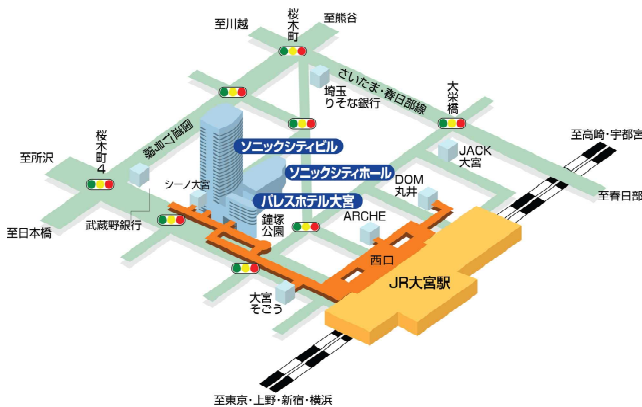 至川越
桜木町
至熊谷
さいたま・春日部線
埼玉
りそな銀行
大栄橋
国道17号線
桜木町4
至所沢
ソニックシティビル
ソニックシティホール
パレスホテル大宮
JACK
大宮
至高崎・宇都宮
シーノ大宮
DOM
丸井
至春日部
武蔵野銀行
鐘塚
公園
ARCHE
至日本橋
西口
JR大宮駅
大宮
そごう
至東京・上野・新宿・横浜